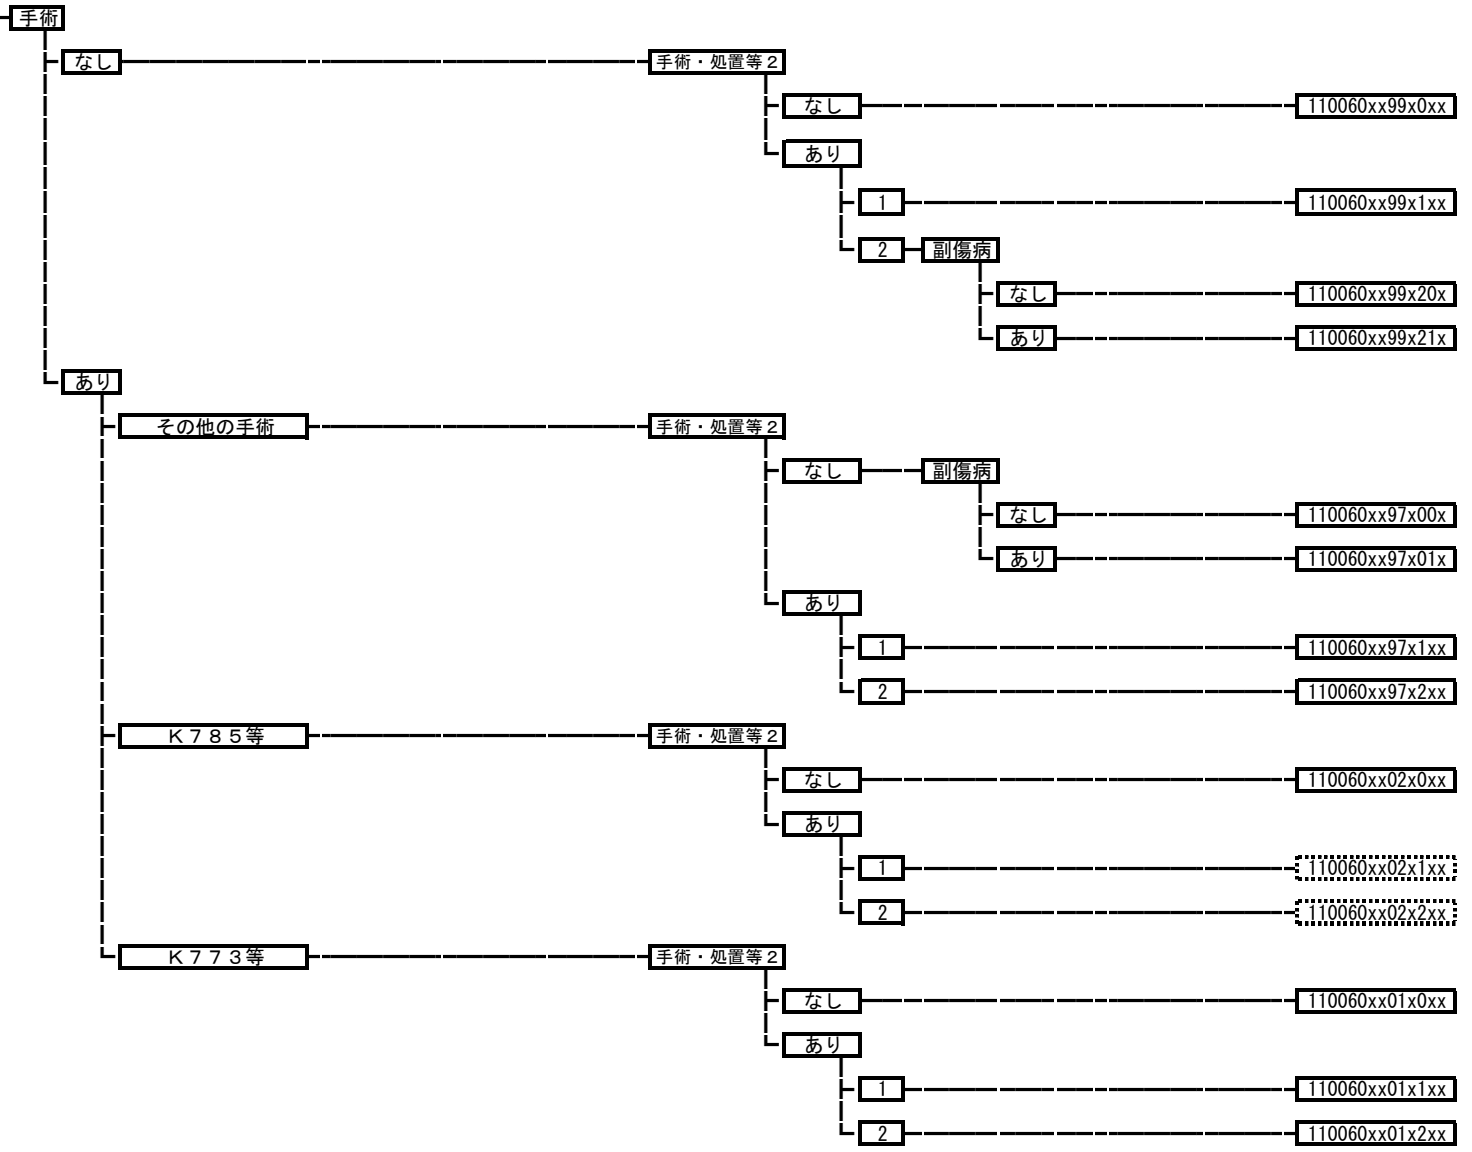 手術
なし 手術・処置等２
なし 110060xx99x0xx
あり
1 110060xx99x1xx
2 副傷病
なし 110060xx99x20x
あり 110060xx99x21x
あり
その他の手術 手術・処置等２
なし 副傷病
なし 110060xx97x00x
あり 110060xx97x01x
あり
1 110060xx97x1xx
2 110060xx97x2xx
Ｋ７８５等 手術・処置等２
なし 110060xx02x0xx
あり
1 110060xx02x1xx
2 110060xx02x2xx
Ｋ７７３等 手術・処置等２
なし 110060xx01x0xx
あり
1 110060xx01x1xx
2 110060xx01x2xx